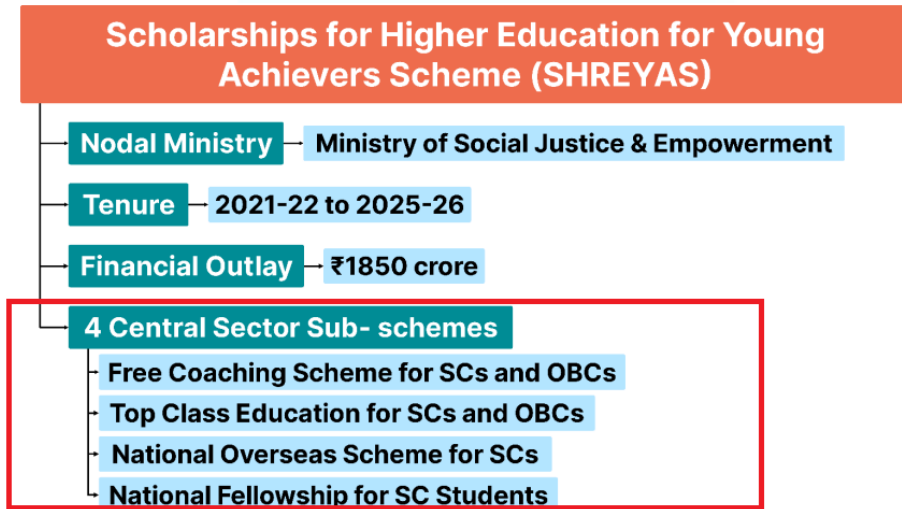 Scholarships for Higher Education for Young
Achievers Scheme (SHREYAS)
Nodal Ministry
Ministry of Social Justice & Empowerment
Tenure
2021-22 to 2025-26
Financial Outlay
₹1850 crore
4 Central Sector Sub- schemes
Free Coaching Scheme for SCs and OBCs
Top Class Education for SCs and OBCs
National Overseas Scheme for SCs
National Fellowship for SC Students